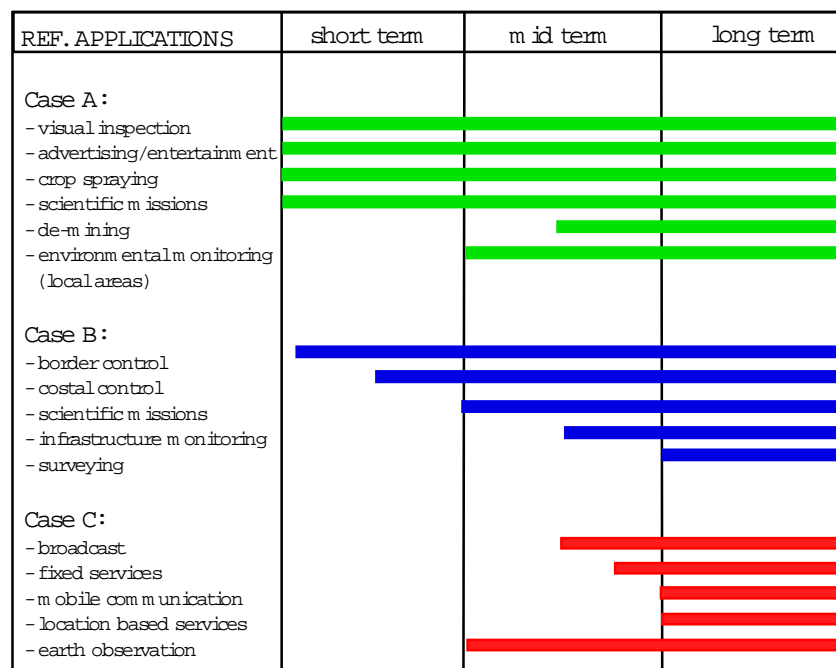 REF. APPLICATIONS short term mid term long term
Case A:
- visual inspection
- advertising/entertainment
- crop spraying
- scientific missions
- de-mining
- environmental monitoring
(local areas)
Case B:
- border control
- costal control
- scientific missions
- infrastructure monitoring
- surveying
Case C:
- broadcast
- fixed services
- mobile communication
- location based services
- earth observation